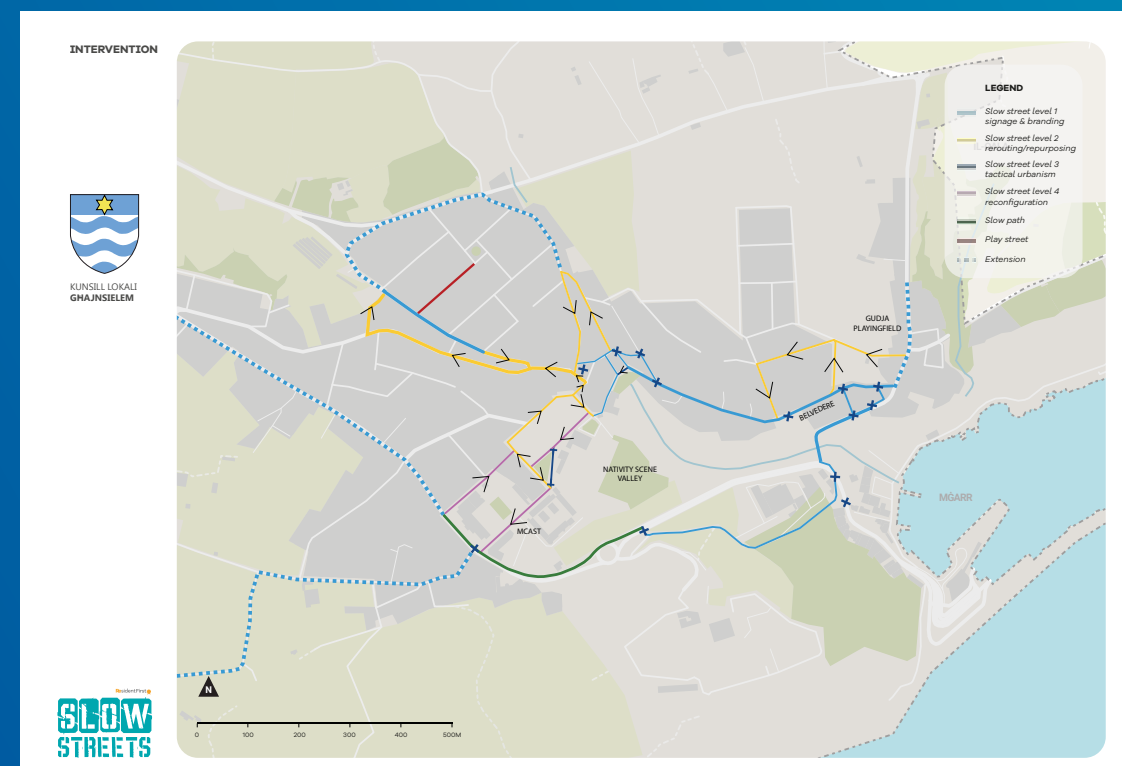 INTERVENTION
KUNSILL LOKALI
GHAJNSIELEM
LEGEND
Slow street level 1
signage & branding
Slow street level 2
rerouting/repurposing
Slow street level 3
tactical urbanism
Slow street level 4
reconfiguration
Slow path
Play street
Extension
GUDJA
PLAYINGFIELD
BELVEDERE
NATIVITY SCENE
VALLEY
MĠARR
MCAST
N
0 100 200 300 400 500M
ResidentFirst
SLOW
STREETS